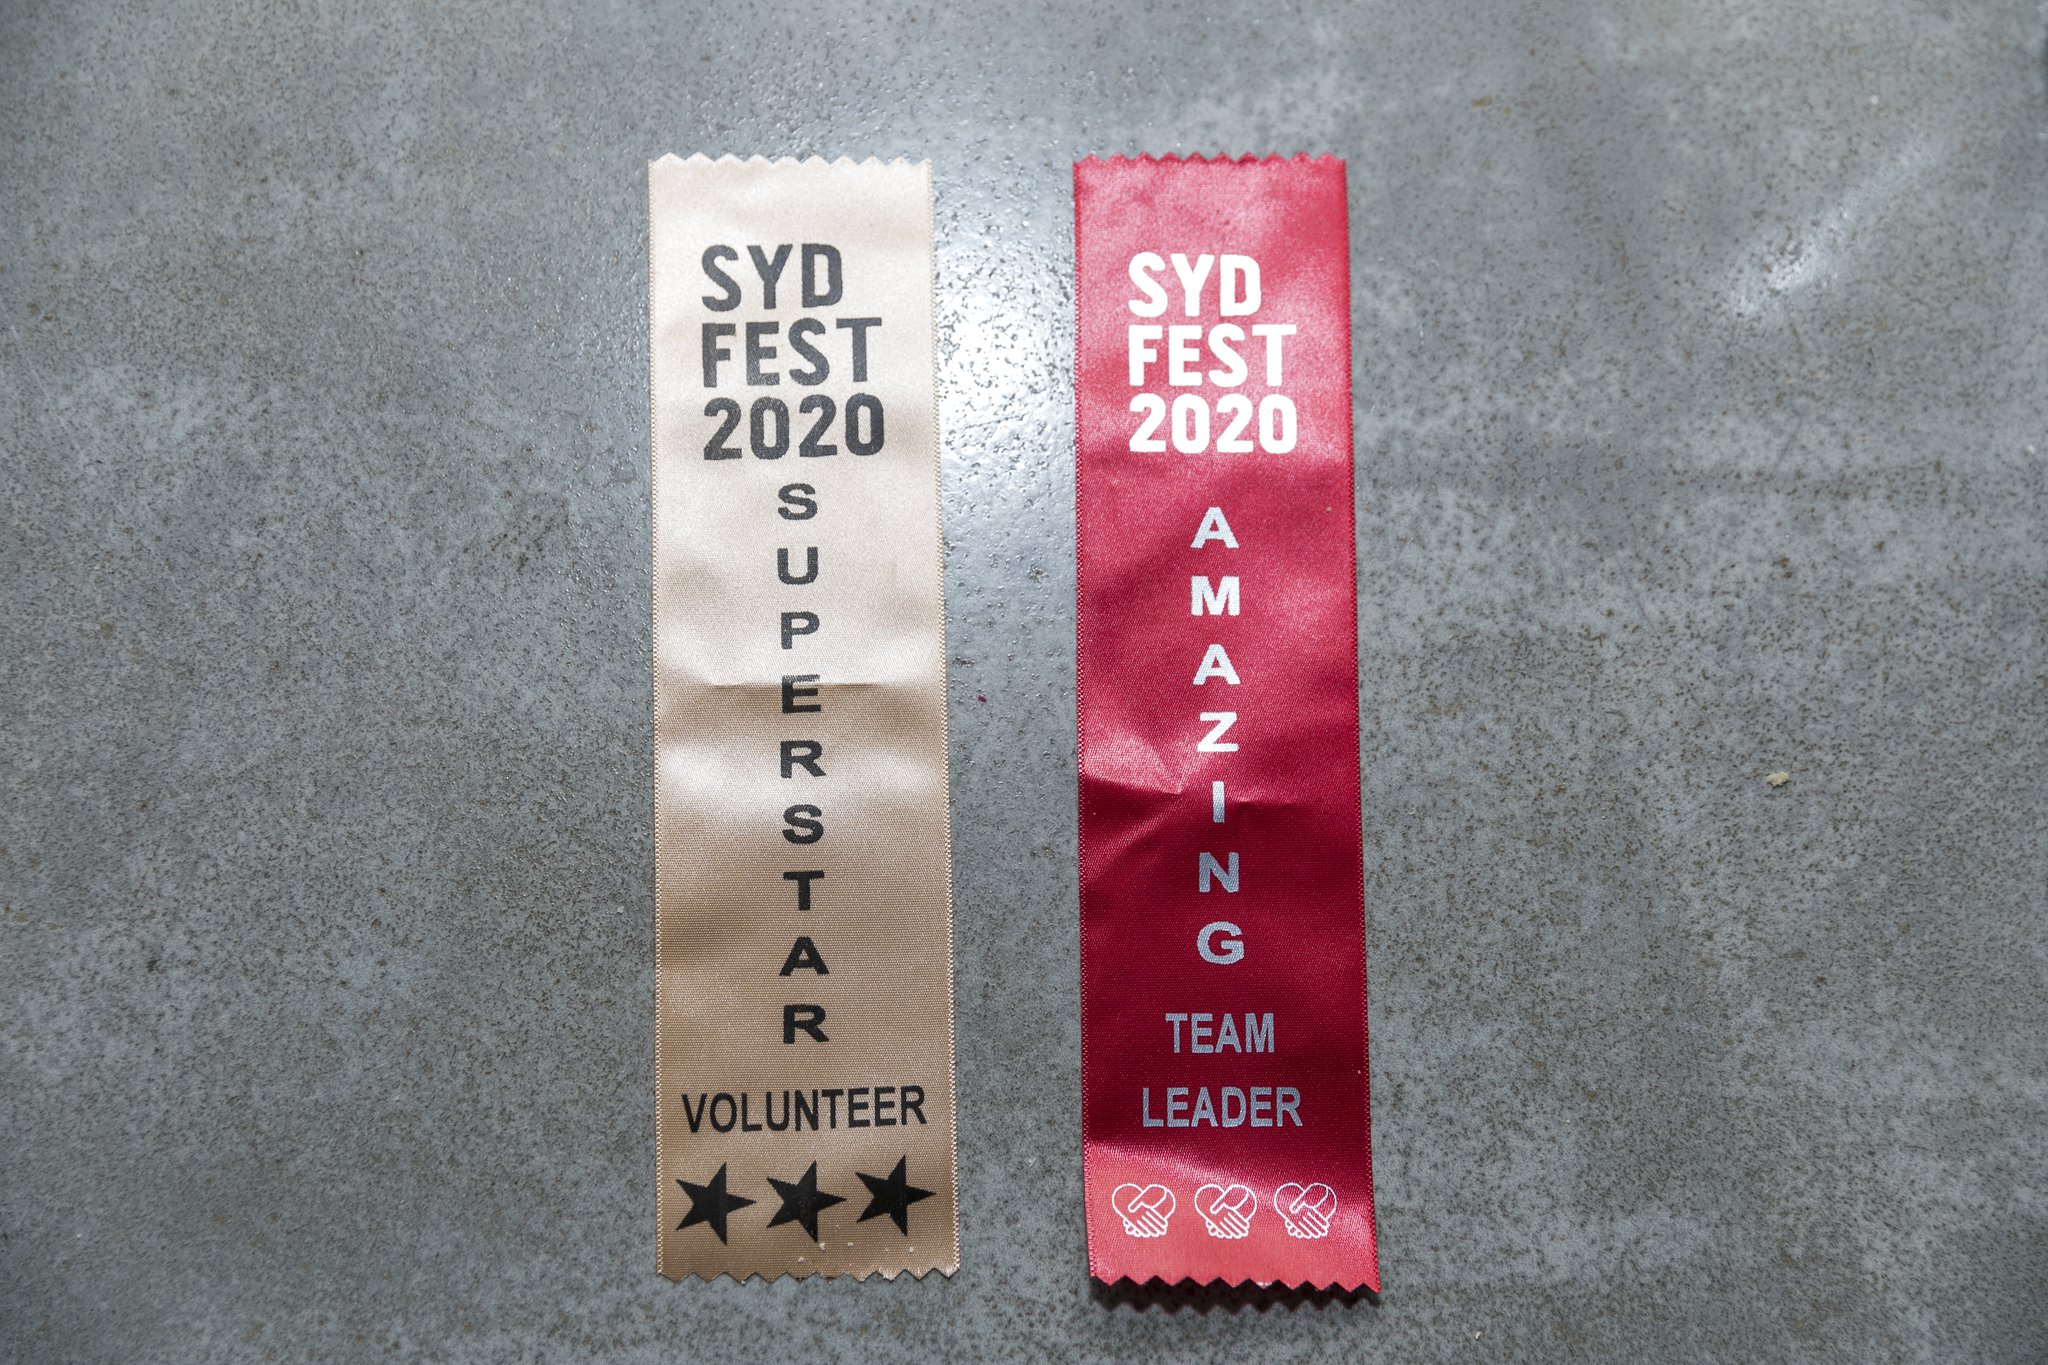 SYD
FEST
2020
SUPERSTAR
VOLUNTEER
SYD
FEST
2020
AMAZING
TEAM
LEADER